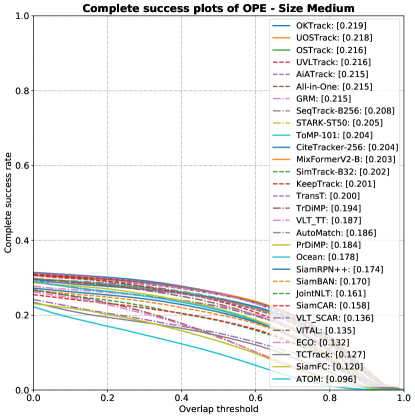 Complete success plots of OPE - Size Medium
1.0
0.8
0.6
0.4
0.2
0.0
Complete success rate
OKTrack: [0.219]
UOSTrack: [0.218]
OSTrack: [0.216]
UVLTrack: [0.216]
AiATrack: [0.215]
All-in-One: [0.215]
GRM: [0.215]
SeqTrack-B256: [0.208]
STARK-ST50: [0.205]
ToMP-101: [0.204]
CiteTracker-256: [0.204]
MixFormerV2-B: [0.203]
SimTrack-B32: [0.202]
KeepTrack: [0.201]
TransT: [0.200]
TrDiMP: [0.194]
VLT_TT: [0.187]
AutoMatch: [0.186]
PrDiMP: [0.184]
Ocean: [0.178]
SiamRPN++: [0.174]
SiamBAN: [0.170]
JointNLT: [0.161]
SiamCAR: [0.158]
VLT_SCAR: [0.136]
VITAL: [0.135]
ECO: [0.132]
TCTrack: [0.127]
SiamFC: [0.120]
ATOM: [0.096]
0.0 0.2 0.4 0.6 0.8 1.0
Overlap threshold